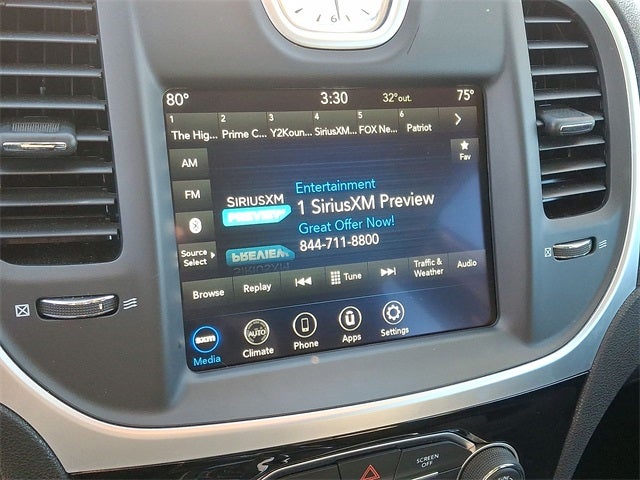 6
80° 3:30 32°out. 75°
1 2 3 4 5 6
The Hig... Prime C... Y2Koun... SiriusXM... FOX Ne... Patriot
AM
FM
Source
Select
Fav
SIRIUSXM
PREVIEW
Entertainment
1 SiriusXM Preview
Great Offer Now!
844-711-8800
Browse Replay Tune Traffic & Weather Audio
sxm AUTO
Media Climate Phone Apps Settings
SCREEN
OFF